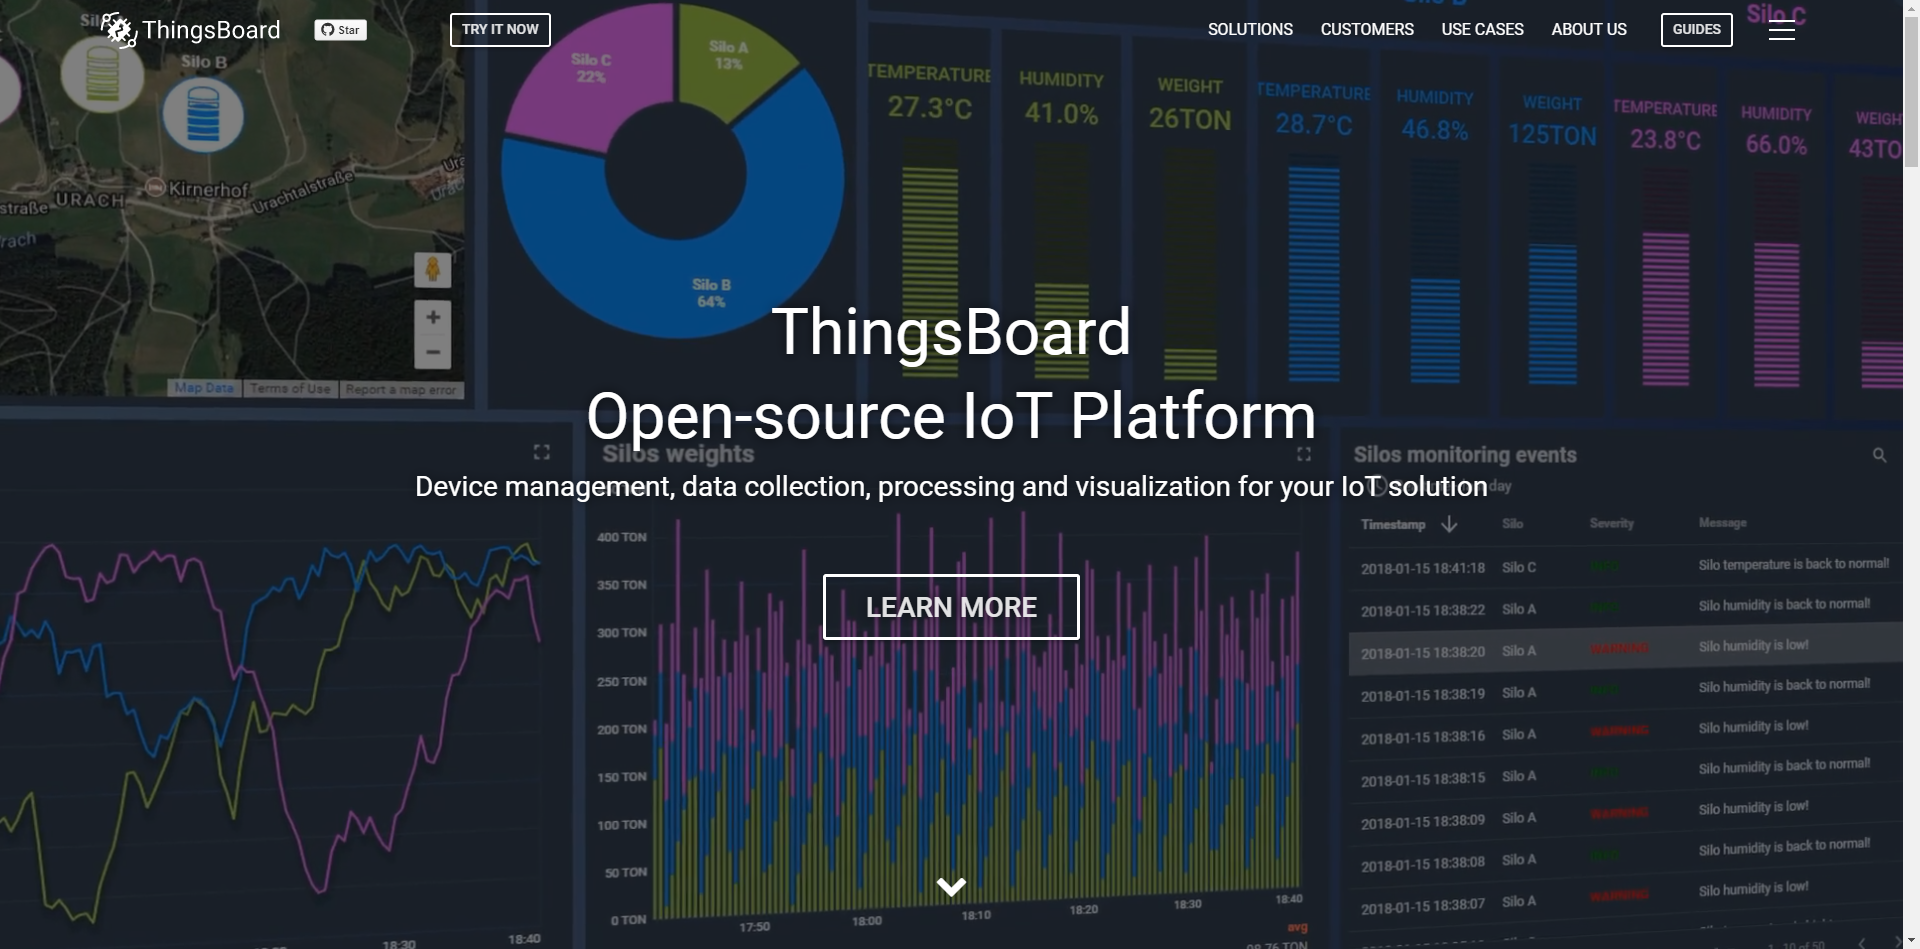 ThingsBoard
Star
TRY IT NOW
SOLUTIONS
CUSTOMERS
USE CASES
ABOUT US
GUIDES
Silo B
Silo C
Silo C
22%
Silo A
13%
Silo B
64%
TEMPERATURE
27.3°C
HUMIDITY
41.0%
WEIGHT
26TON
TEMPERATURE
28.7°C
HUMIDITY
46.8%
WEIGHT
125TON
TEMPERATURE
23.8°C
HUMIDITY
66.0%
URACH
Kirnerhof
Urachtalstraße
Map Data
Terms of Use
Report a map error
ThingsBoard
Open-source IoT Platform
Device management, data collection, processing and visualization for your IoT solution
LEARN MORE
Silos weights
400 TON
350 TON
300 TON
250 TON
200 TON
150 TON
100 TON
50 TON
0 TON
17:50
18:00
18:10
18:20
18:30
18:40
avg
18:30
18:40
Silos monitoring events
day
Timestamp Silo Severity Message
2018-01-15 18:41:18 Silo C Silo temperature is back to normal!
2018-01-15 18:38:22 Silo A Silo humidity is back to normal!
2018-01-15 18:38:20 Silo A WARNING Silo humidity is low!
2018-01-15 18:38:19 Silo A Silo humidity is back to normal!
2018-01-15 18:38:16 Silo A WARNING Silo humidity is low!
2018-01-15 18:38:15 Silo A Silo humidity is back to normal!
2018-01-15 18:38:09 Silo A WARNING Silo humidity is low!
2018-01-15 18:38:08 Silo A Silo humidity is back to normal!
2018-01-15 18:38:07 Silo A WARNING Silo humidity is low!